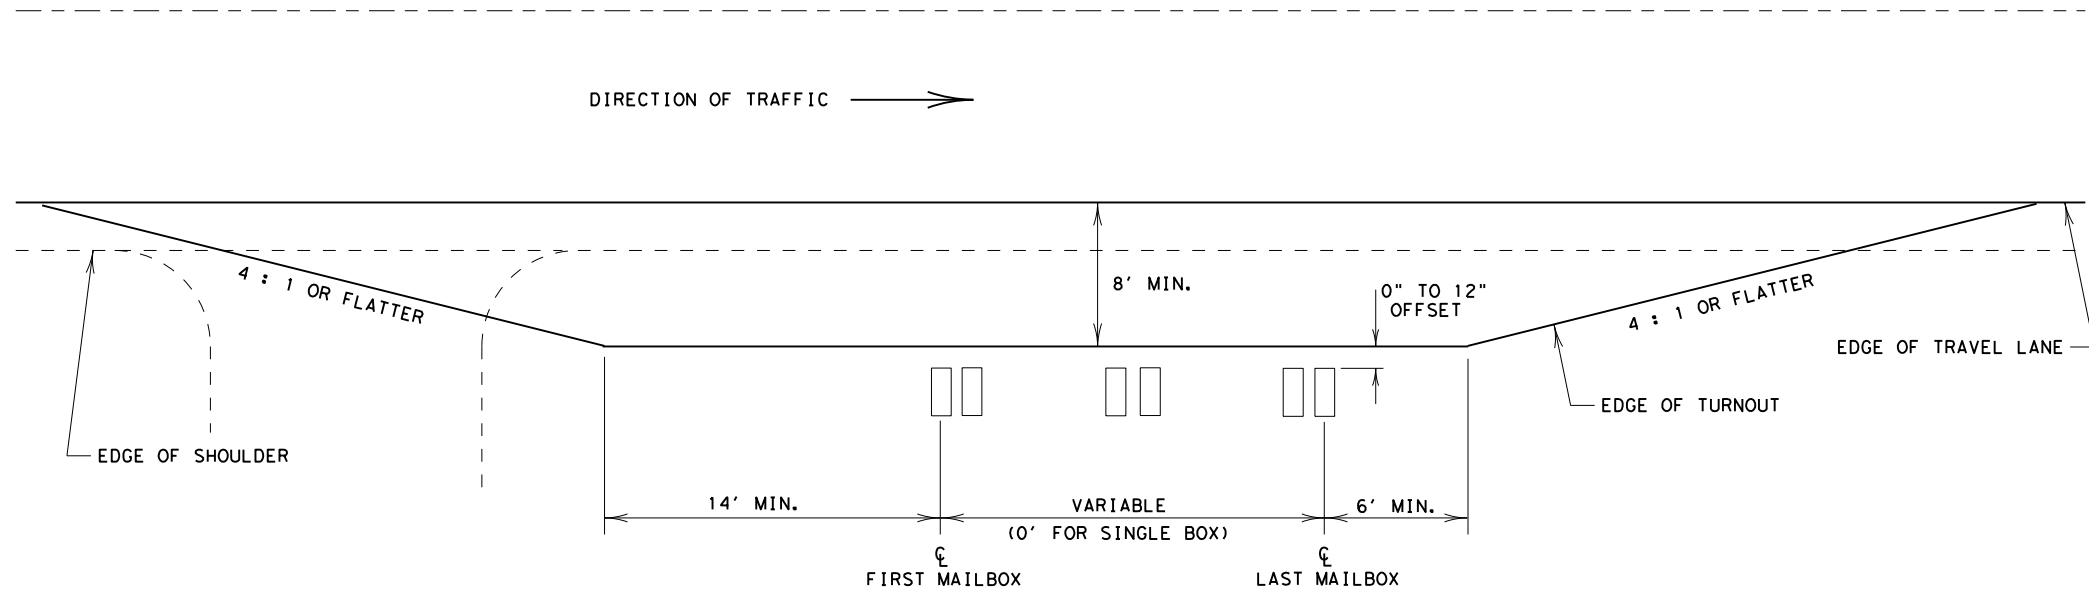 DIRECTION OF TRAFFIC
4 : 1 OR FLATTER
8' MIN.
0" TO 12"
OFFSET
4 : 1 OR FLATTER
EDGE OF TRAVEL LANE
EDGE OF TURNOUT
EDGE OF SHOULDER
14' MIN.
VARIABLE
6' MIN.
(0' FOR SINGLE BOX)
℄
℄
FIRST MAILBOX
LAST MAILBOX